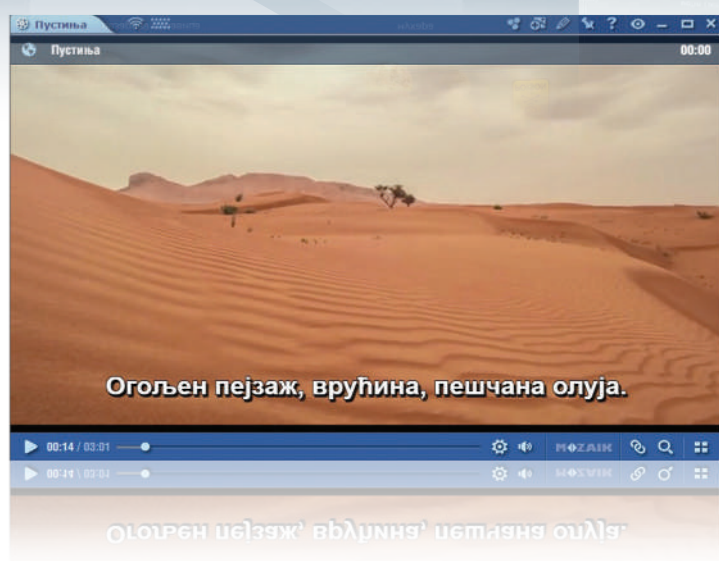 Пустиња
Пустиња
00:00
Огољен пејзаж, врућина, пешчана олуја.
00:14 / 03:01
MOZAIK